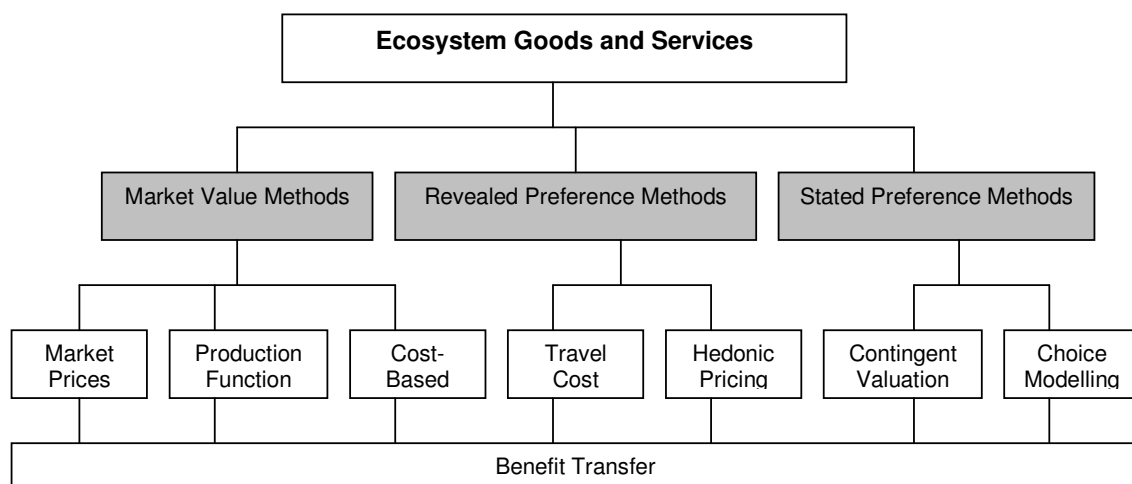 Ecosystem Goods and Services
Market Value Methods
Revealed Preference Methods
Stated Preference Methods
Market
Prices
Production
Function
Cost-
Based
Travel
Cost
Hedonic
Pricing
Contingent
Valuation
Choice
Modelling
Benefit Transfer